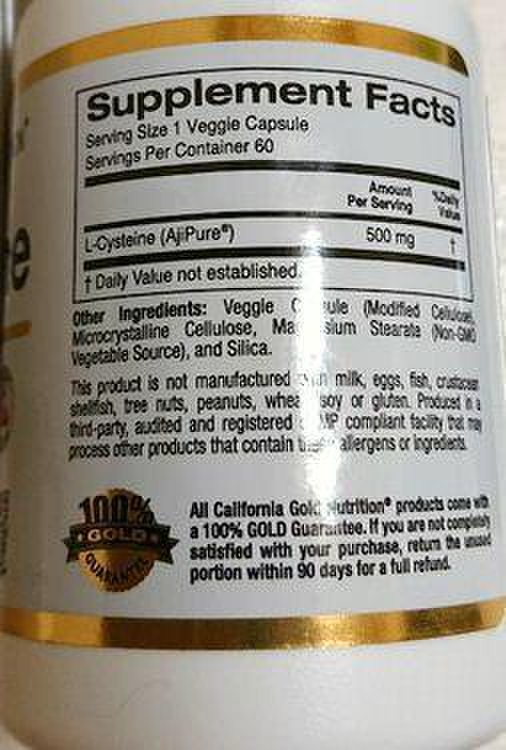 Supplement Facts
Serving Size 1 Veggie Capsule
Servings Per Container 60
Amount Per Serving
%Daily Value
L-Cysteine (AjiPure®) 500 mg †
† Daily Value not established.
Other Ingredients: Veggie (Modified Cellulose),
Microcrystalline Cellulose, Magnesium Stearate (Non-GMO
Vegetable Source), and Silica.
This product is not manufactured with milk, eggs, fish, crustacean
shellfish, tree nuts, peanuts, wheat, soy or gluten. Produced in a
third-party, audited and registered compliant facility that may
process other products that contain these allergens or ingredients.
100%
GOLD
GUARANTEE
All California Gold Nutrition® products come with
a 100% GOLD Guarantee. If you are not completely
satisfied with your purchase, return the unused
portion within 90 days for a full refund.